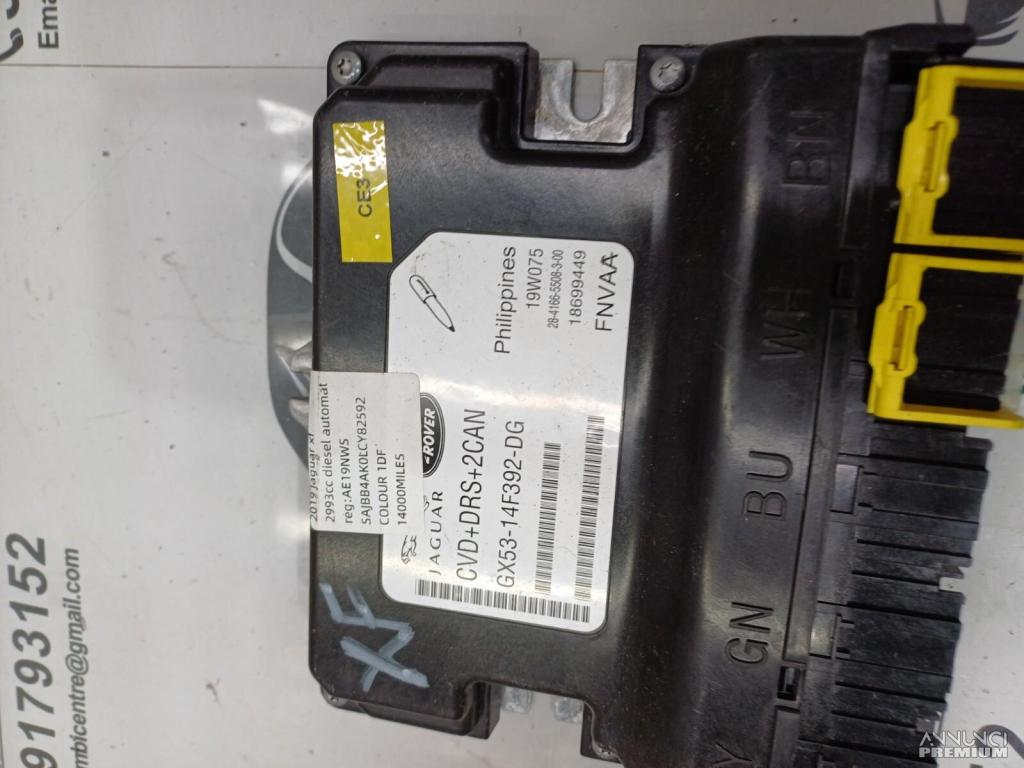 Ema
91793152
mbicentre@gmail.com
CE3
XF
2019 jaguar xf
2993cc diesel automat
reg:AE19NWS
SAJBB4AK0LCY82592
COLOUR 1DF
14000MILES
JAGUAR
-ROVER
CVD+DRS+2CAN
GX53-14F392-DG
Philippines
19W075
28-4166-5508-3-00
18699449
FNVAA
BN
WH
BU
GN
Y
ANNUNCI
PREMIUM